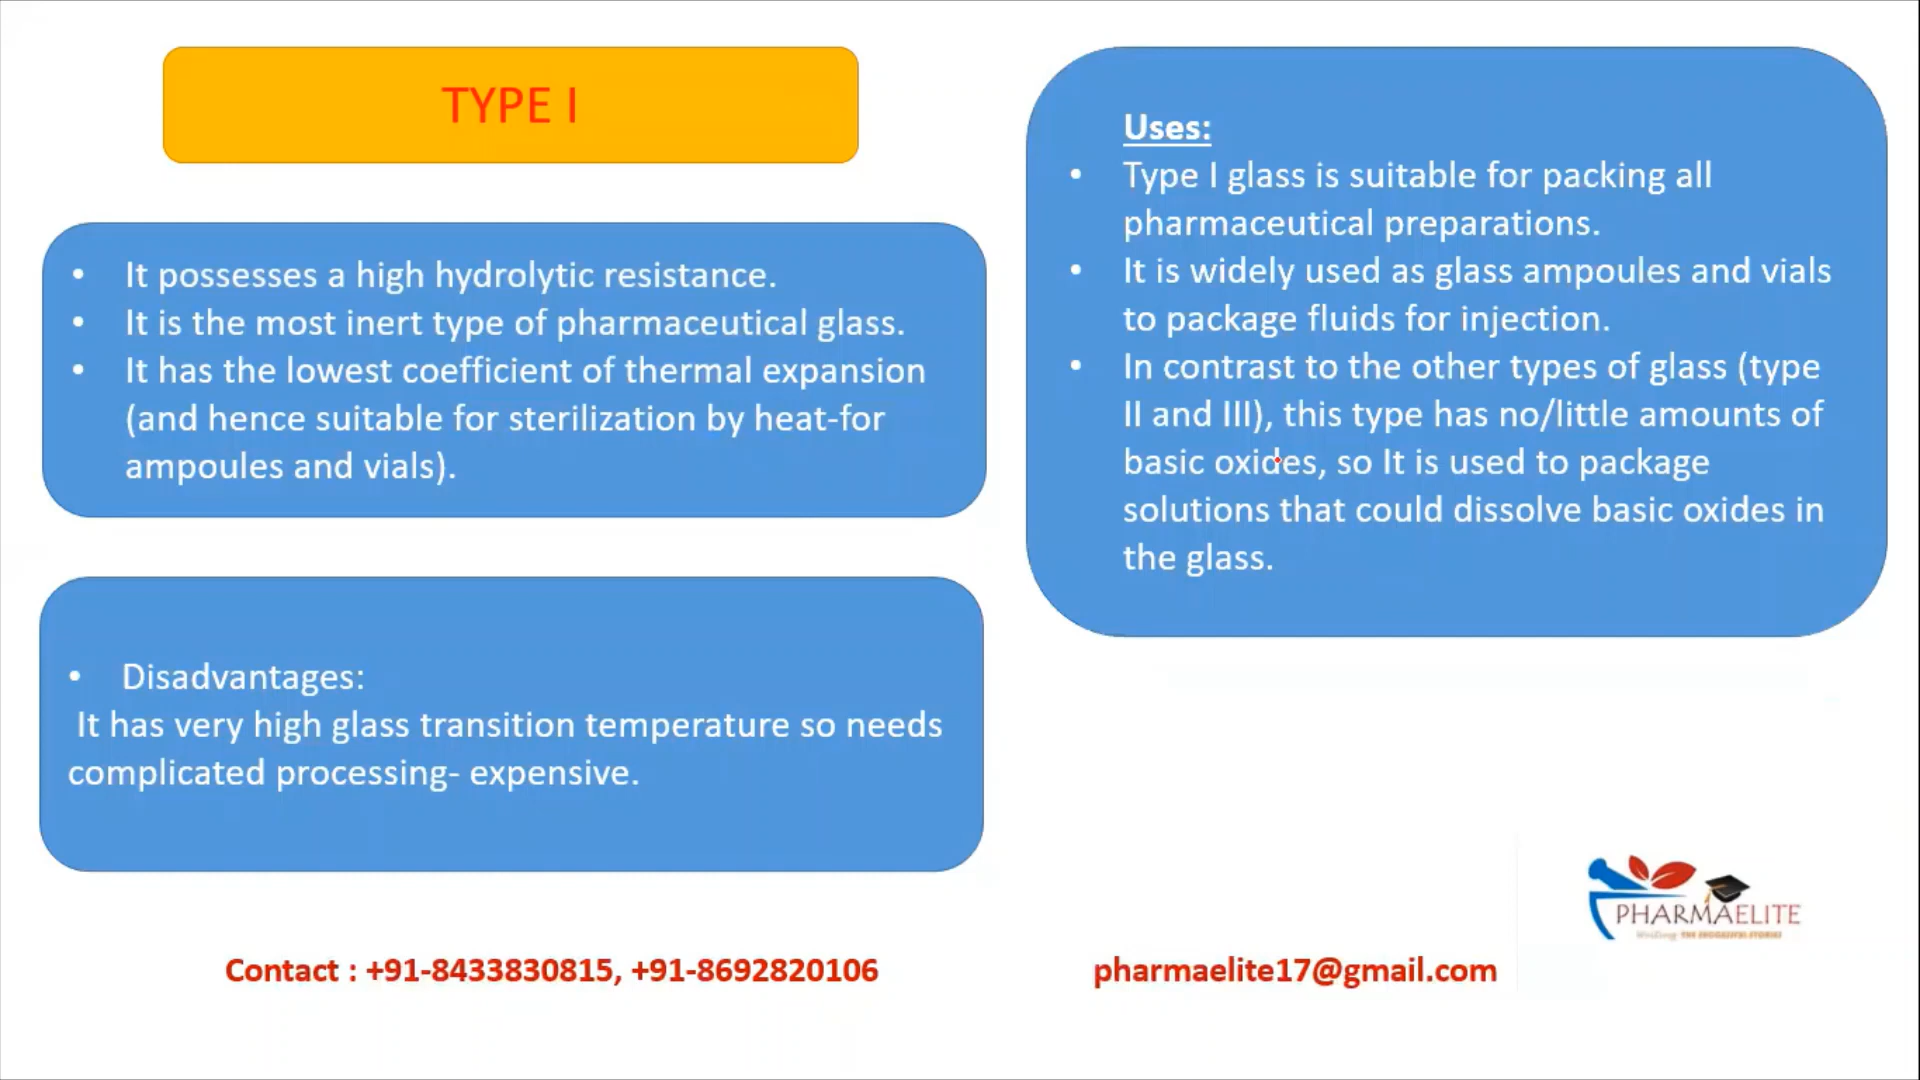 TYPE I
• It possesses a high hydrolytic resistance.
• It is the most inert type of pharmaceutical glass.
• It has the lowest coefficient of thermal expansion
(and hence suitable for sterilization by heat-for
ampoules and vials).
• Disadvantages:
It has very high glass transition temperature so needs
complicated processing- expensive.
Uses:
• Type I glass is suitable for packing all
pharmaceutical preparations.
• It is widely used as glass ampoules and vials
to package fluids for injection.
• In contrast to the other types of glass (type
II and III), this type has no/little amounts of
basic oxides, so It is used to package
solutions that could dissolve basic oxides in
the glass.
PHARMAELITE
Writing THE SUCCESSFUL STORIES
Contact : +91-8433830815, +91-8692820106
pharmaelite17@gmail.com